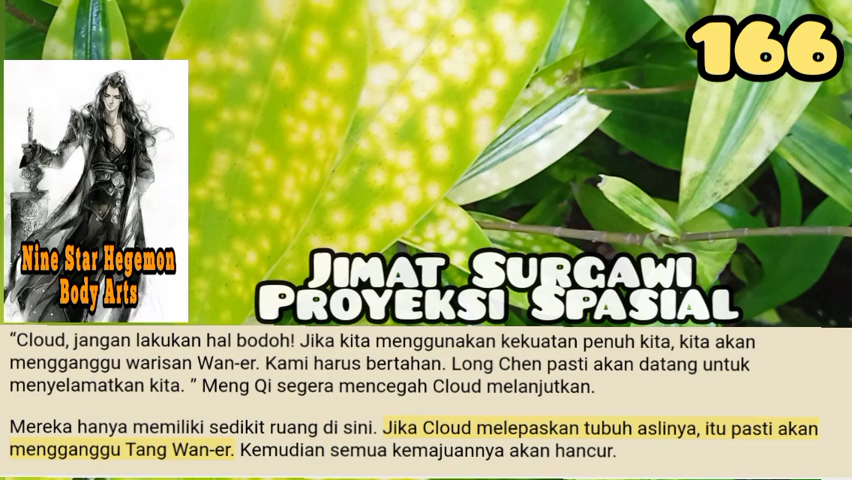 166
Nine Star Hegemon
Body Arts
Jimat Surgawi
Proyeksi Spasial
“Cloud, jangan lakukan hal bodoh! Jika kita menggunakan kekuatan penuh kita, kita akan
mengganggu warisan Wan-er. Kami harus bertahan. Long Chen pasti akan datang untuk
menyelamatkan kita. ” Meng Qi segera mencegah Cloud melanjutkan.
Mereka hanya memiliki sedikit ruang di sini. Jika Cloud melepaskan tubuh aslinya, itu pasti akan
mengganggu Tang Wan-er. Kemudian semua kemajuannya akan hancur.